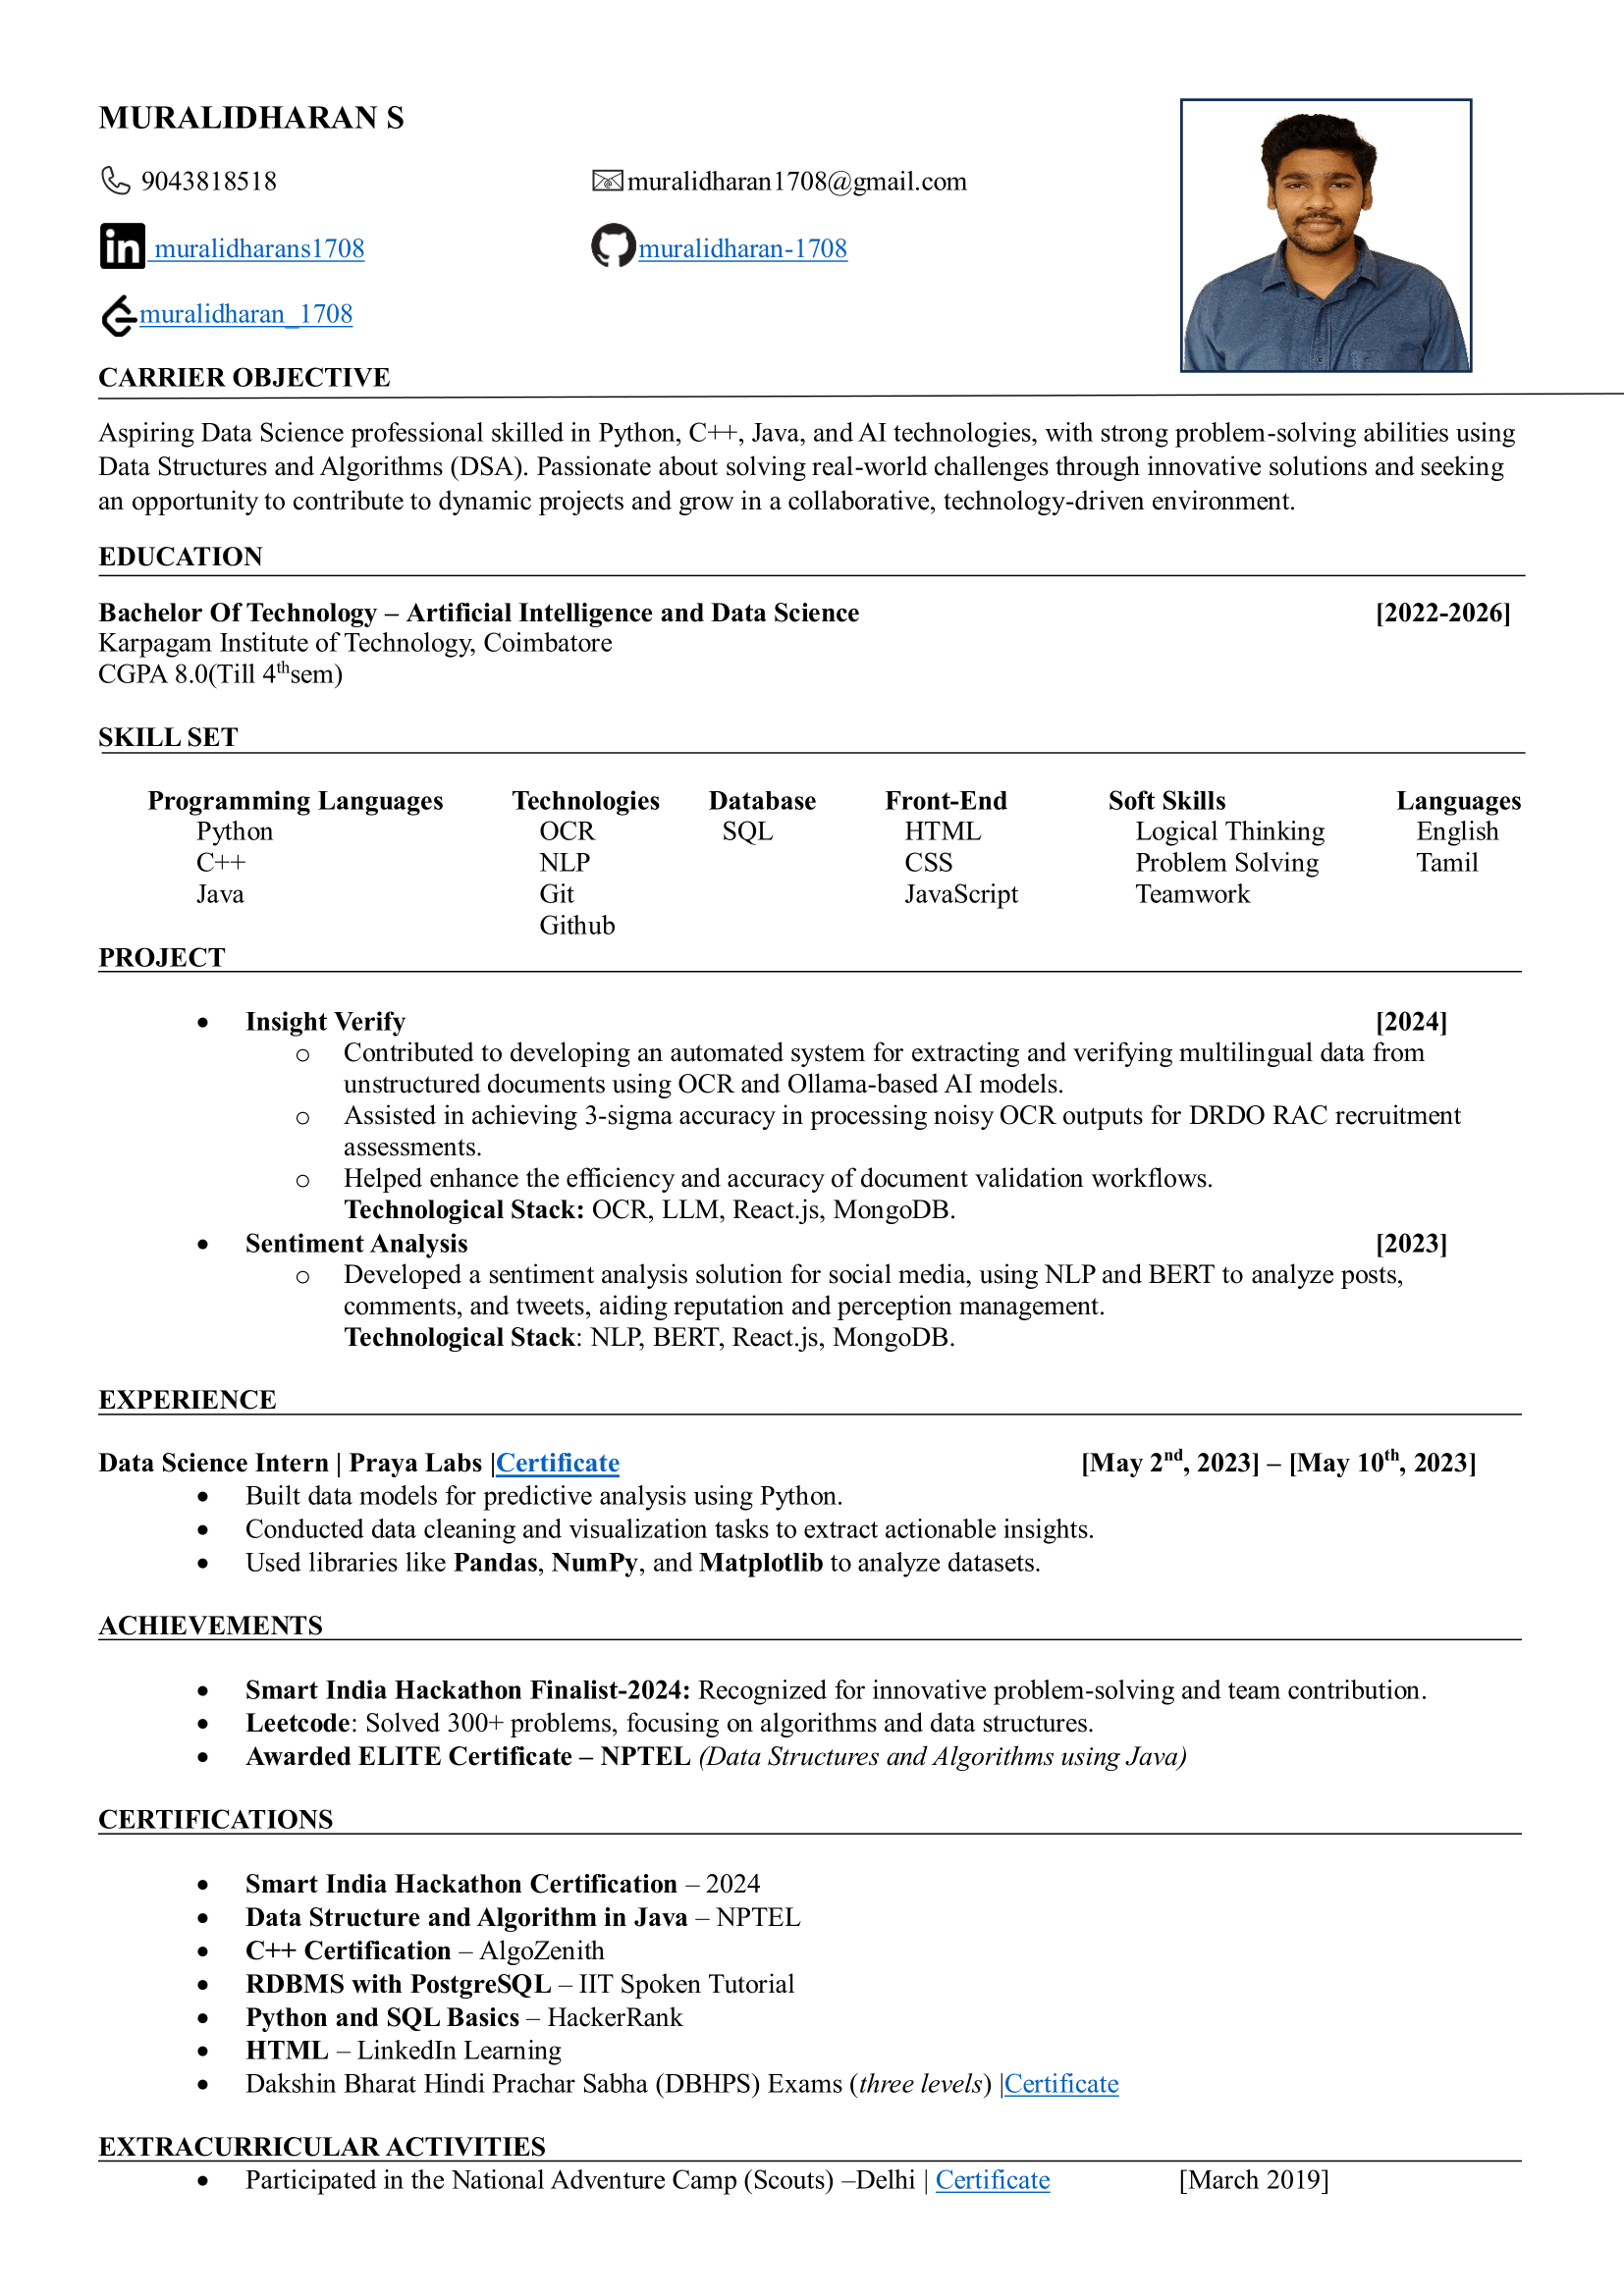 MURALIDHARAN S
9043818518 muralidharan1708@gmail.com
in muralidharans1708 muralidharan-1708
muralidharan_1708
CARRIER OBJECTIVE
Aspiring Data Science professional skilled in Python, C++, Java, and AI technologies, with strong problem-solving abilities using
Data Structures and Algorithms (DSA). Passionate about solving real-world challenges through innovative solutions and seeking
an opportunity to contribute to dynamic projects and grow in a collaborative, technology-driven environment.
EDUCATION
Bachelor Of Technology – Artificial Intelligence and Data Science [2022-2026]
Karpagam Institute of Technology, Coimbatore
CGPA 8.0(Till 4thsem)
SKILL SET
Programming Languages Technologies Database Front-End Soft Skills Languages
Python OCR SQL HTML Logical Thinking English
C++ NLP CSS Problem Solving Tamil
Java Git JavaScript Teamwork
Github
PROJECT
• Insight Verify [2024]
o Contributed to developing an automated system for extracting and verifying multilingual data from
unstructured documents using OCR and Ollama-based AI models.
o Assisted in achieving 3-sigma accuracy in processing noisy OCR outputs for DRDO RAC recruitment
assessments.
o Helped enhance the efficiency and accuracy of document validation workflows.
Technological Stack: OCR, LLM, React.js, MongoDB.
• Sentiment Analysis [2023]
o Developed a sentiment analysis solution for social media, using NLP and BERT to analyze posts,
comments, and tweets, aiding reputation and perception management.
Technological Stack: NLP, BERT, React.js, MongoDB.
EXPERIENCE
Data Science Intern | Praya Labs |Certificate [May 2nd, 2023] – [May 10th, 2023]
• Built data models for predictive analysis using Python.
• Conducted data cleaning and visualization tasks to extract actionable insights.
• Used libraries like Pandas, NumPy, and Matplotlib to analyze datasets.
ACHIEVEMENTS
• Smart India Hackathon Finalist-2024: Recognized for innovative problem-solving and team contribution.
• Leetcode: Solved 300+ problems, focusing on algorithms and data structures.
• Awarded ELITE Certificate – NPTEL (Data Structures and Algorithms using Java)
CERTIFICATIONS
• Smart India Hackathon Certification – 2024
• Data Structure and Algorithm in Java – NPTEL
• C++ Certification – AlgoZenith
• RDBMS with PostgreSQL – IIT Spoken Tutorial
• Python and SQL Basics – HackerRank
• HTML – LinkedIn Learning
• Dakshin Bharat Hindi Prachar Sabha (DBHPS) Exams (three levels) |Certificate
EXTRACURRICULAR ACTIVITIES
• Participated in the National Adventure Camp (Scouts) –Delhi | Certificate [March 2019]